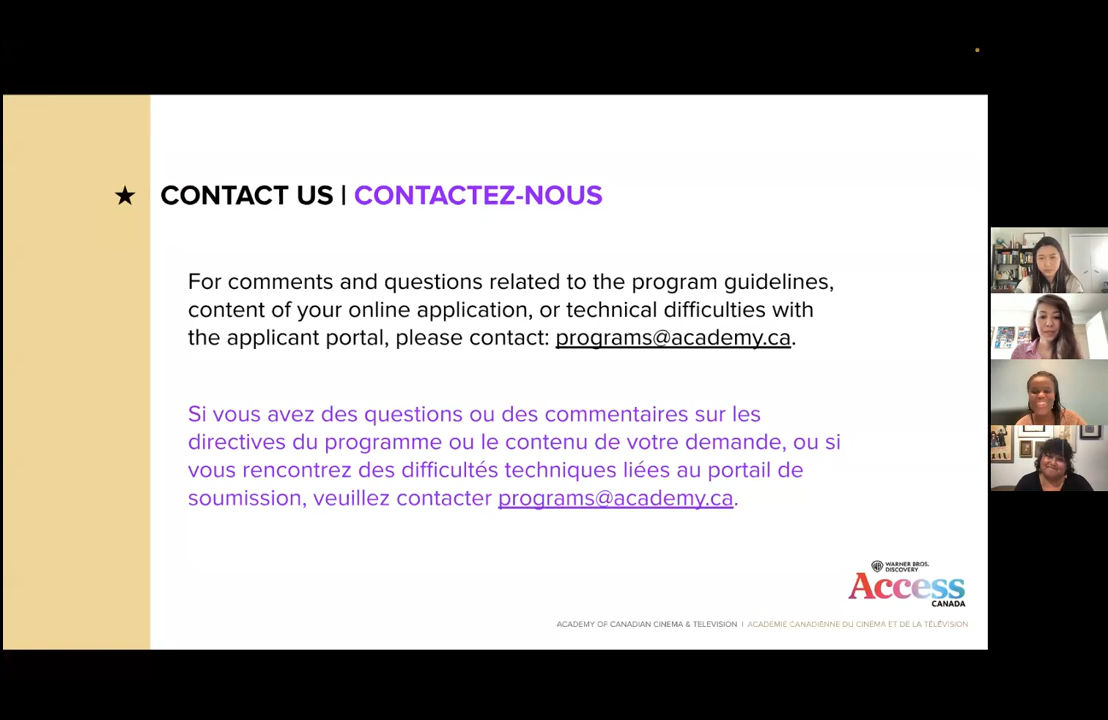 ★ CONTACT US | CONTACTEZ-NOUS
For comments and questions related to the program guidelines,
content of your online application, or technical difficulties with
the applicant portal, please contact: programs@academy.ca.
Si vous avez des questions ou des commentaires sur les
directives du programme ou le contenu de votre demande, ou si
vous rencontrez des difficultés techniques liées au portail de
soumission, veuillez contacter programs@academy.ca.
WARNER BROS.
DISCOVERY
Access
CANADA
ACADEMY OF CANADIAN CINEMA & TELEVISION | ACADEMIE CANADIENNE DU CINEMA ET DE LA TÉLÉVISION